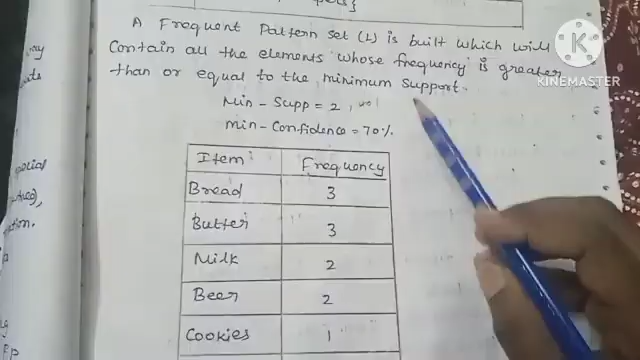 A Frequent Pattern set (L) is built which will
Contain all the elements whose frequency is greater
than or equal to the minimum support.
Min - Supp = 2,
min - Confidence = 70%
Item Frequency
Bread 3
Butter 3
Milk 2
Beer 2
Cookies 1
KINEMASTER